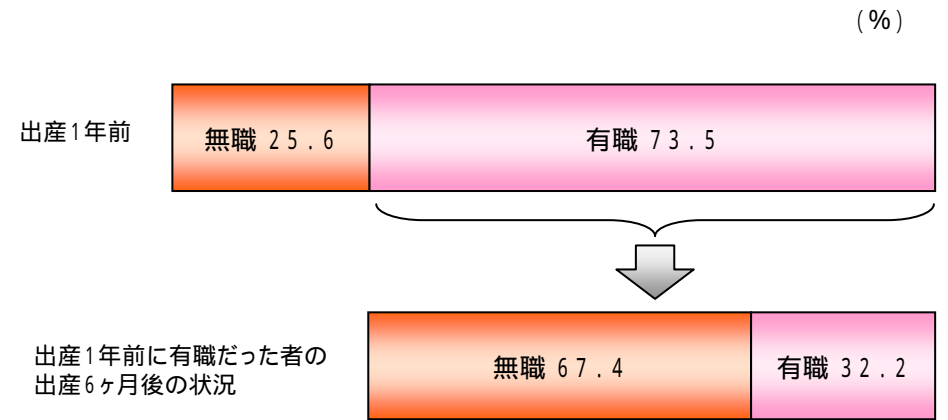 (%)
出産1年前
無職 25.6
有職 73.5
出産1年前に有職だった者の
出産6ヶ月後の状況
無職 67.4
有職 32.2